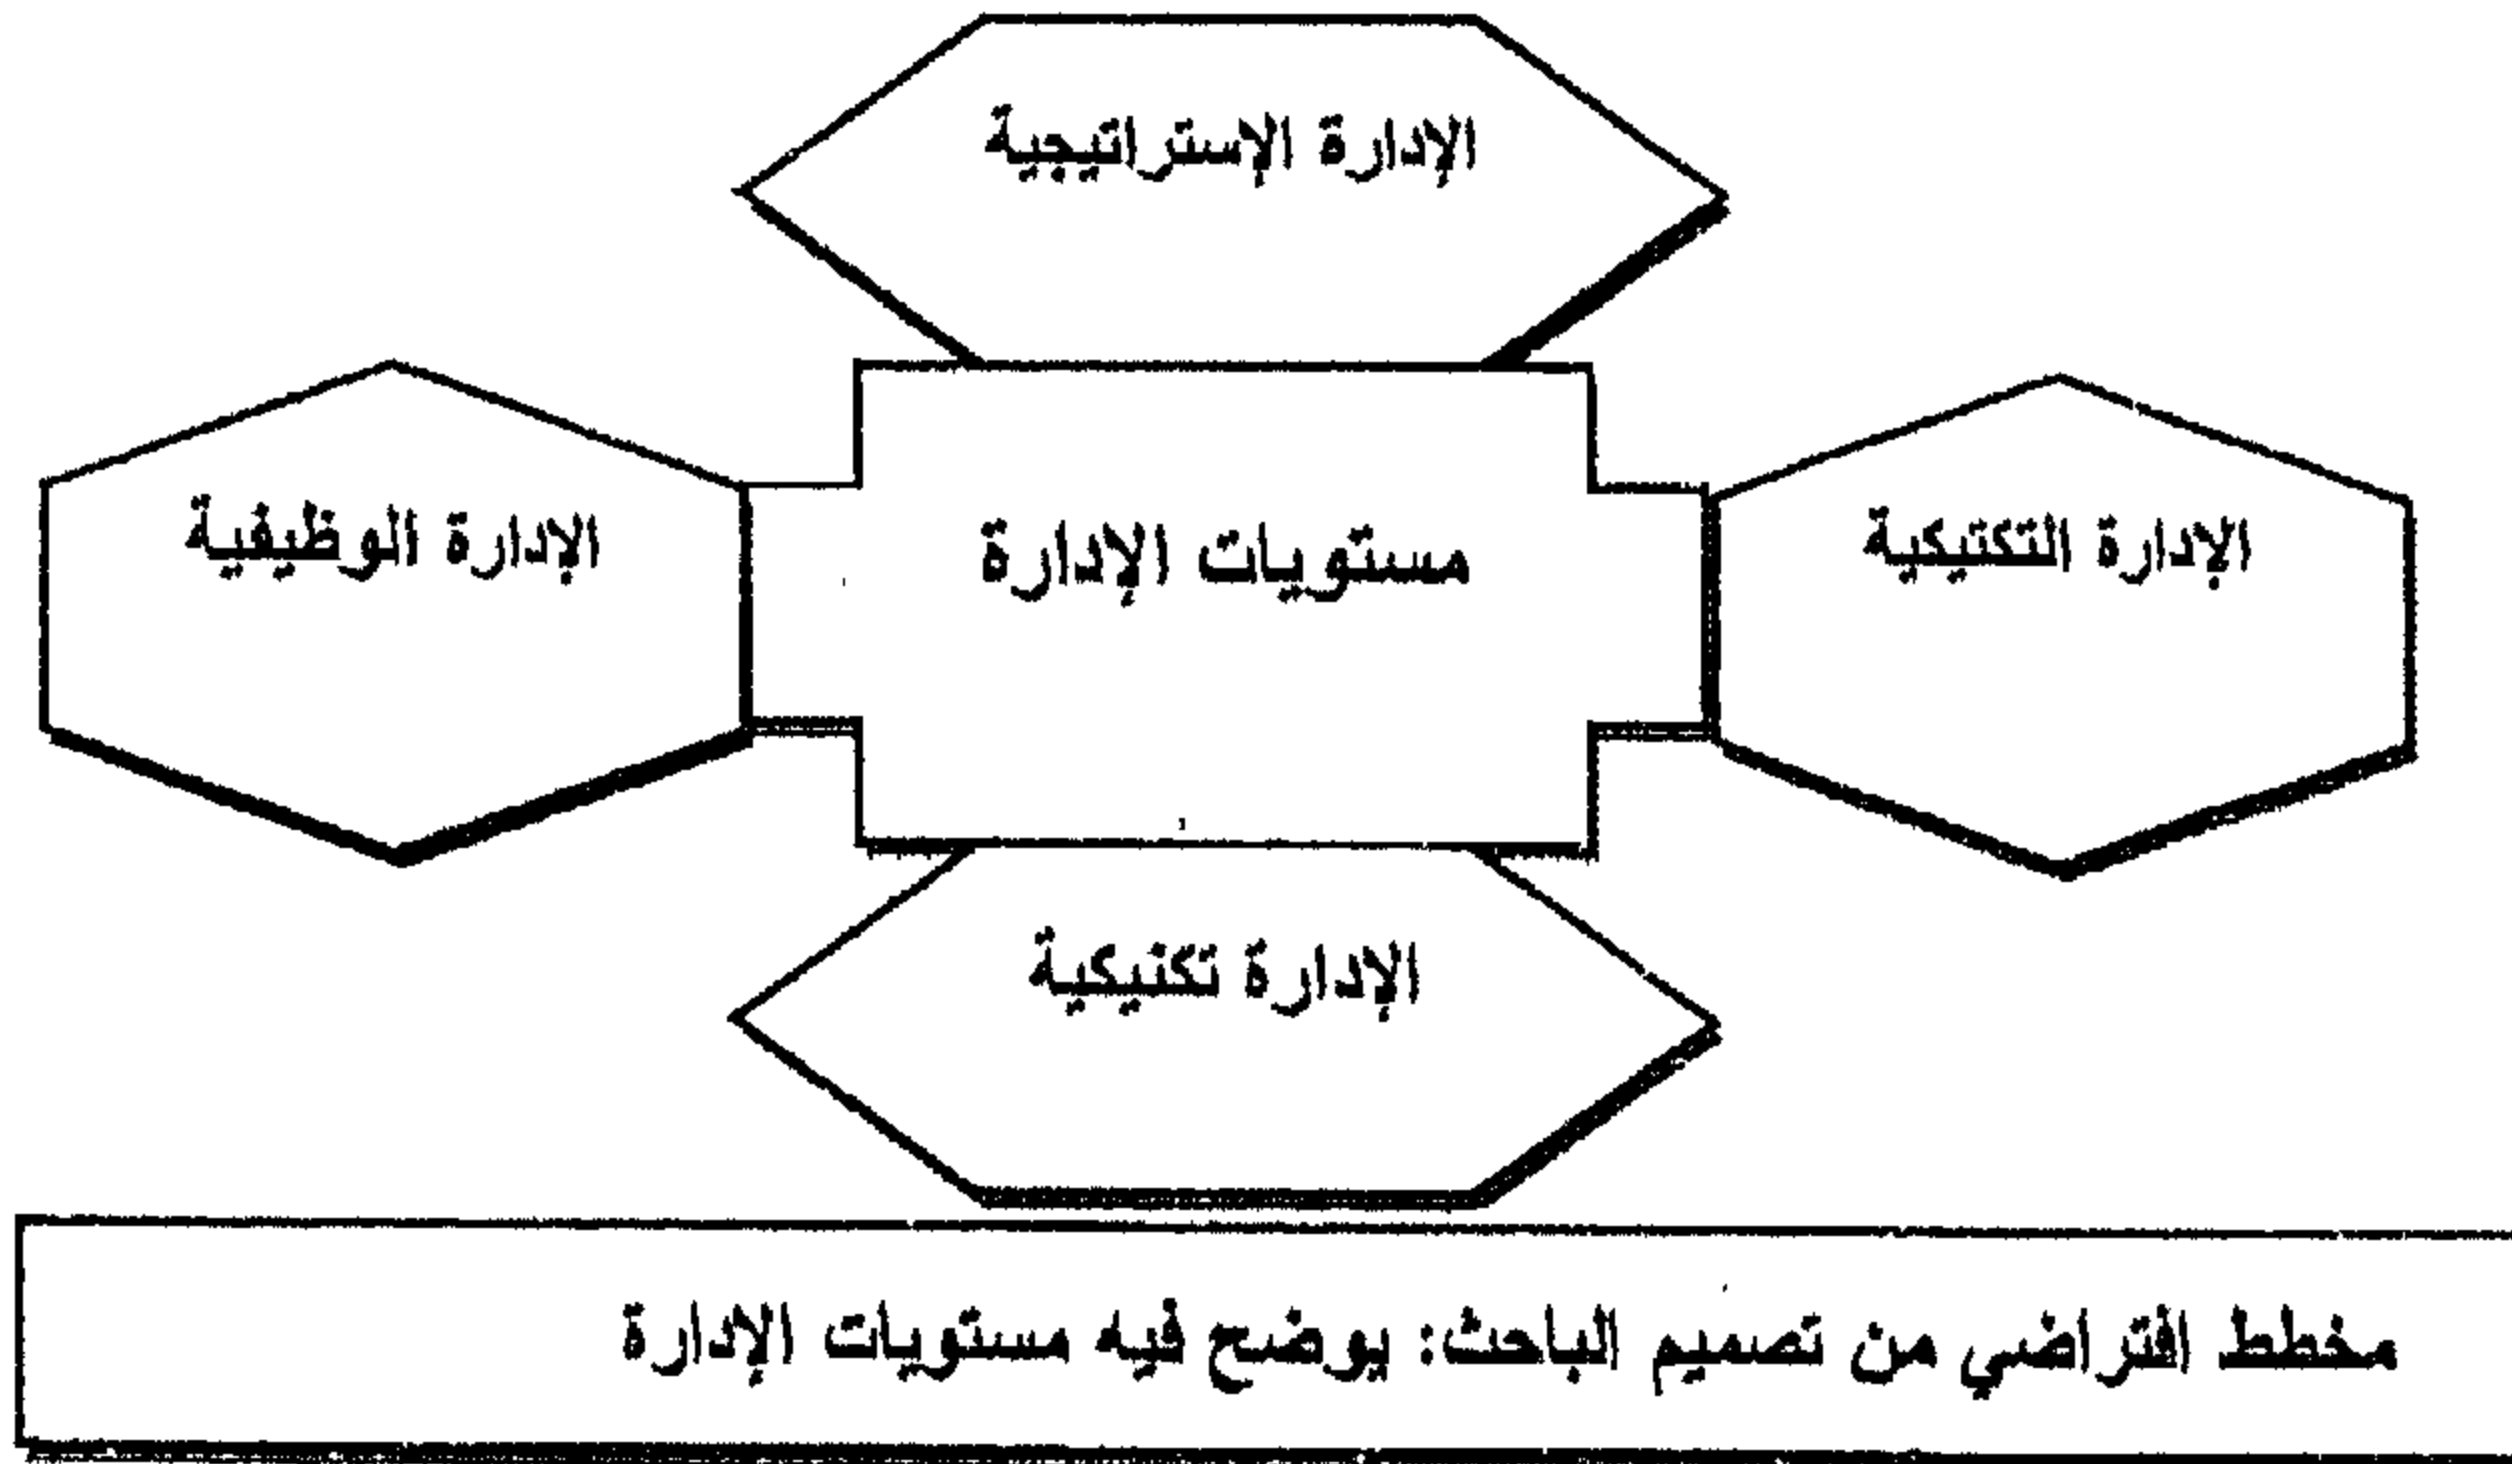 الإدارة الإستراتيجية
الإدارة التكتيكية
مستويات الإدارة
الإدارة الوظيفية
الإدارة تكنيكية
مخطط افتراضي من تصميم الباحث: يوضح فيه مستويات الإدارة